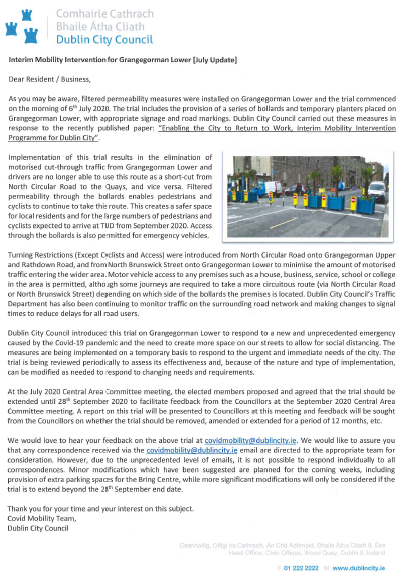 Comhairle Cathrach
Bhaile Átha Cliath
Dublin City Council
Interim Mobility Intervention for Grangegorman Lower [July Update]
Dear Resident / Business,
As you may be aware, filtered permeability measures were installed on Grangegorman Lower and the trial commenced
on the morning of 6th July 2020. The trial includes the provision of a series of bollards and temporary planters placed on
Grangegorman Lower, with appropriate signage and road markings. Dublin City Council carried out these measures in
response to the recently published paper: "Enabling the City to Return to Work, Interim Mobility Intervention
Programme for Dublin City".
Implementation of this trial results in the elimination of
motorised cut-through traffic from Grangegorman Lower and
drivers are no longer able to use this route as a short-cut from
North Circular Road to the Quays, and vice versa. Filtered
permeability through the bollards enables pedestrians and
cyclists to continue to take this route. This creates a safer space
for local residents and for the large numbers of pedestrians and
cyclists expected to arrive at TUD from September 2020. Access
through the bollards is also permitted for emergency vehicles.
Turning Restrictions (Except Cyclists and Access) were introduced from North Circular Road onto Grangegorman Upper
and Rathdown Road, and from North Brunswick Street onto Grangegorman Lower to minimise the amount of motorised
traffic entering the wider area. Motor vehicle access to any premises such as a house, business, service, school or college
in the area is permitted, although some journeys are required to take a more circuitous route (via North Circular Road
or North Brunswick Street) depending on which side of the bollards the premises is located. Dublin City Council's Traffic
Department has also been continuing to monitor traffic on the surrounding road network and making changes to signal
times to reduce delays for all road users.
Dublin City Council introduced this trial on Grangegorman Lower to respond to a new and unprecedented emergency
caused by the Covid-19 pandemic and the need to create more space on our streets to allow for social distancing. The
measures are being implemented on a temporary basis to respond to the urgent and immediate needs of the city. The
trial is being reviewed periodically to assess its effectiveness and, because of the nature and type of implementation,
can be modified as needed to respond to changing needs and requirements.
At the July 2020 Central Area Committee meeting, the elected members proposed and agreed that the trial should be
extended until 28th September 2020 to facilitate feedback from the Councillors at the September 2020 Central Area
Committee meeting. A report on this trial will be presented to Councillors at this meeting and feedback will be sought
from the Councillors on whether the trial should be removed, amended or extended for a period of 12 months, etc.
We would love to hear your feedback on the above trial at covidmobility@dublincity.ie. We would like to assure you
that any correspondence received via the covidmobility@dublincity.ie email are directed to the appropriate team for
consideration. However, due to the unprecedented level of emails, it is not possible to respond individually to all
correspondences. Minor modifications which have been suggested are planned for the coming weeks, including
provision of extra parking spaces for the Bring Centre, while more significant modifications will only be considered if the
trial is to extend beyond the 28th September end date.
Thank you for your time and your interest on this subject.
Covid Mobility Team,
Dublin City Council
Ceannoifig, Oifigí na Cathrach, An Ché Adhmaid, Baile Átha Cliath 8, Éire
Head Office, Civic Offices, Wood Quay, Dublin 8, Ireland
T. 01 222 2222 W. www.dublincity.ie